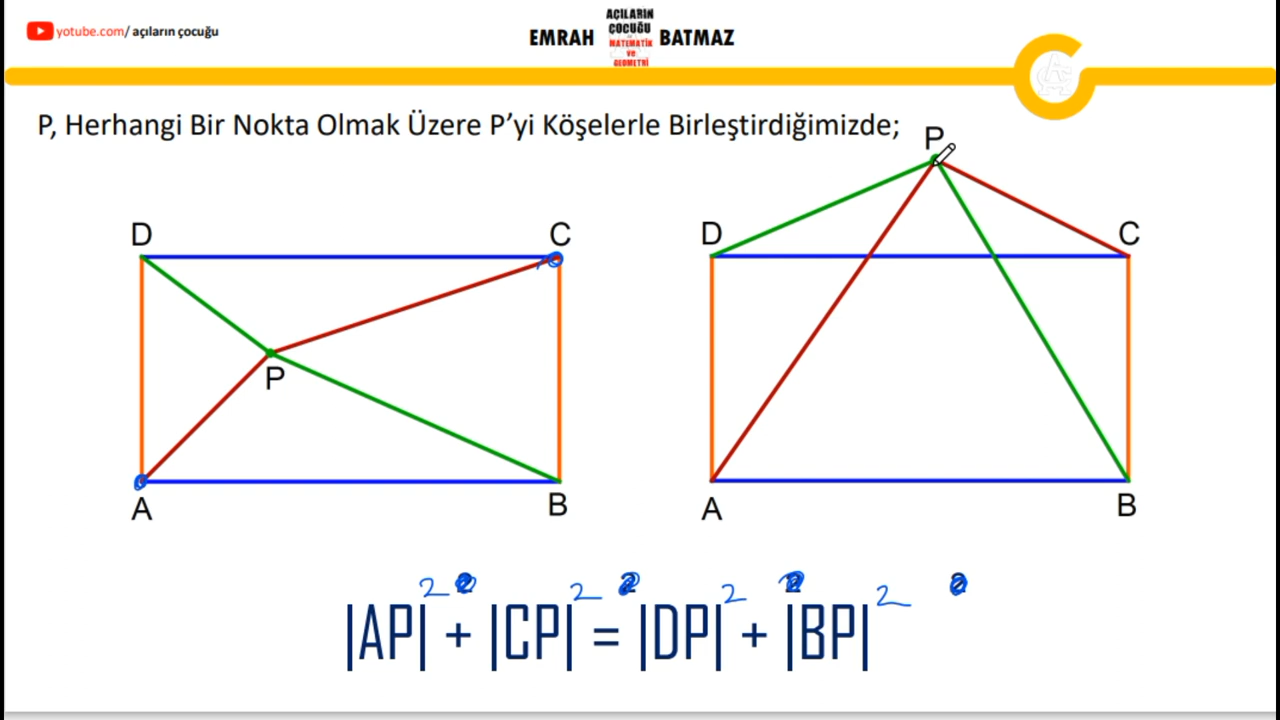 yotube.com/ açıların çocuğu
EMRAH AÇILARIN ÇOCUĞU MATEMATİK ve GEOMETRİ BATMAZ
P, Herhangi Bir Nokta Olmak Üzere P’yi Köşelerle Birleştirdiğimizde;
P
D C D C
P
A B A B
|AP|² + |CP|² = |DP|² + |BP|²